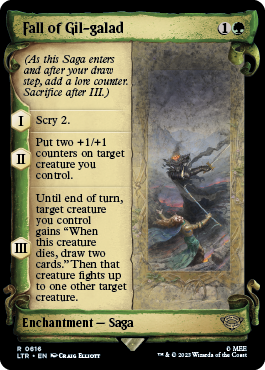 Fall of Gil-galad 1
(As this Saga enters
and after your draw
step, add a lore counter.
Sacrifice after III.)
I Scry 2.
II Put two +1/+1
counters on target
creature you
control.
III Until end of turn,
target creature
you control
gains “When
this creature
dies, draw two
cards.” Then that
creature fights up
to one other target
creature.
Enchantment — Saga
R 0616
LTR • EN Craig Elliott
© MEE
™ & © 2023 Wizards of the Coast